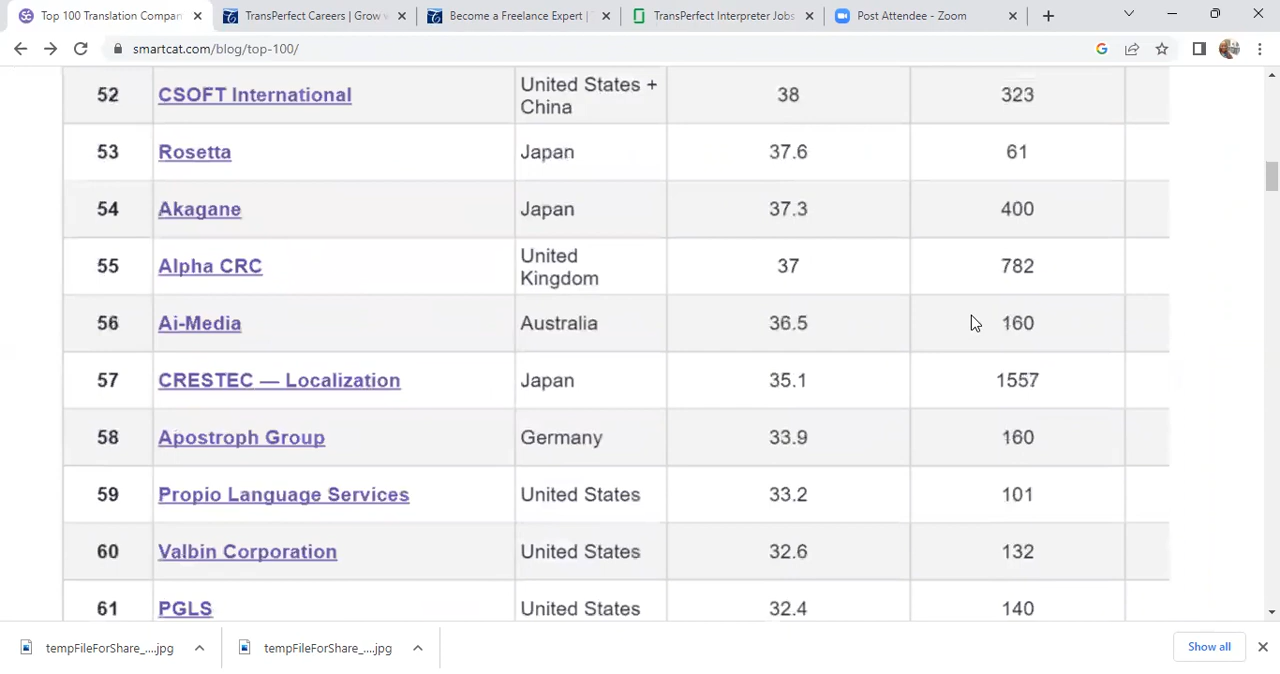 Top 100 Translation Compan
TransPerfect Careers | Grow v
Become a Freelance Expert |
TransPerfect Interpreter Jobs
Post Attendee - Zoom
smartcat.com/blog/top-100/
52 CSOFT International United States + China 38 323
53 Rosetta Japan 37.6 61
54 Akagane Japan 37.3 400
55 Alpha CRC United Kingdom 37 782
56 Ai-Media Australia 36.5 160
57 CRESTEC — Localization Japan 35.1 1557
58 Apostroph Group Germany 33.9 160
59 Propio Language Services United States 33.2 101
60 Valbin Corporation United States 32.6 132
61 PGLS United States 32.4 140
tempFileForShare_....jpg
tempFileForShare_....jpg
Show all